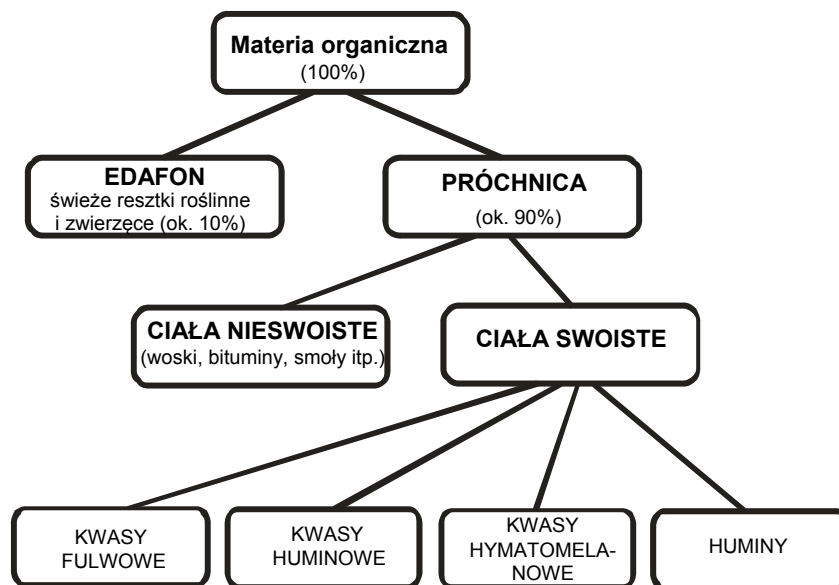 Materia organiczna
(100%)
EDAFON
świeże resztki roślinne
i zwierzęce (ok. 10%)
PRÓCHNICA
(ok. 90%)
CIAŁA NIESWOISTE
(woski, bituminy, smoły itp.)
CIAŁA SWOISTE
KWASY
FULWOWE
KWASY
HUMINOWE
KWASY
HYMATOMELA-
NOWE
HUMINY